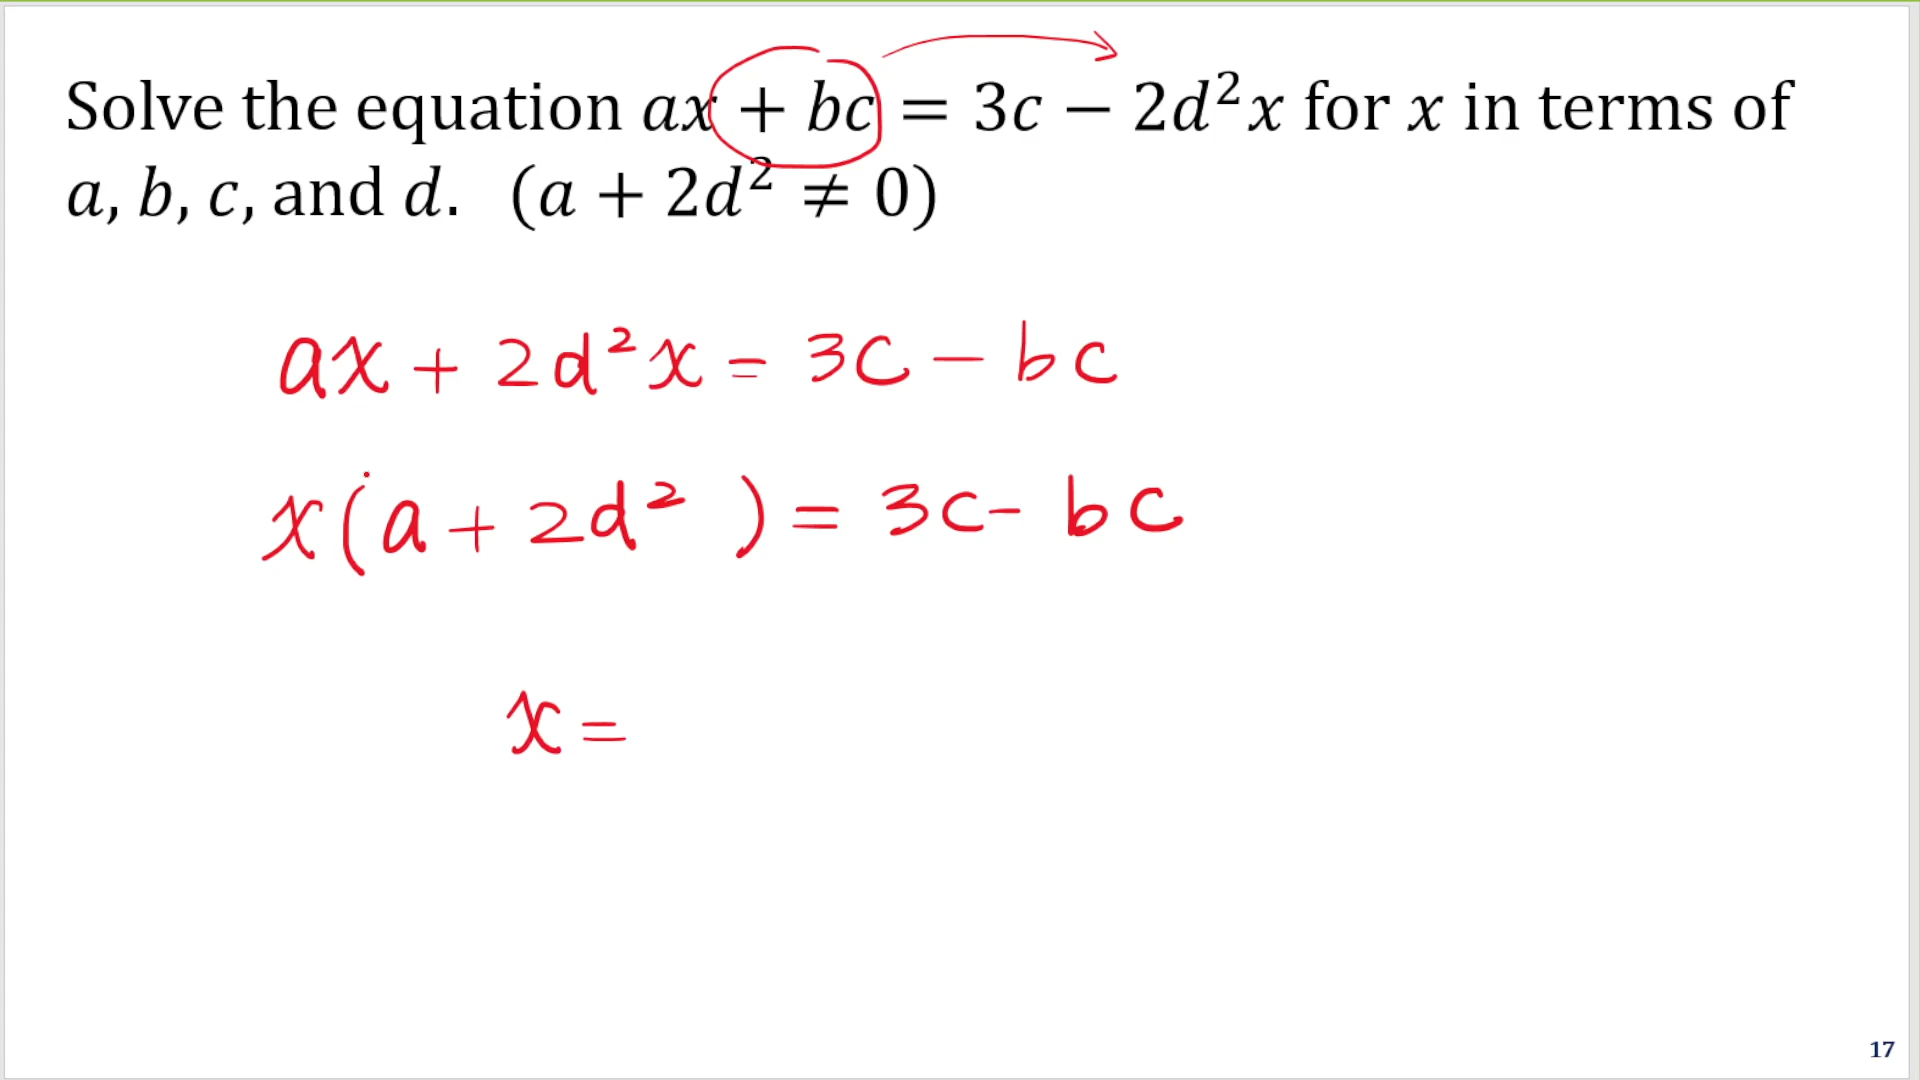 Solve the equation ax + bc = 3c − 2d²x for x in terms of
a, b, c, and d. (a + 2d² ≠ 0)
ax + 2d²x = 3c − bc
x(a + 2d² ) = 3c - bc
x =
17